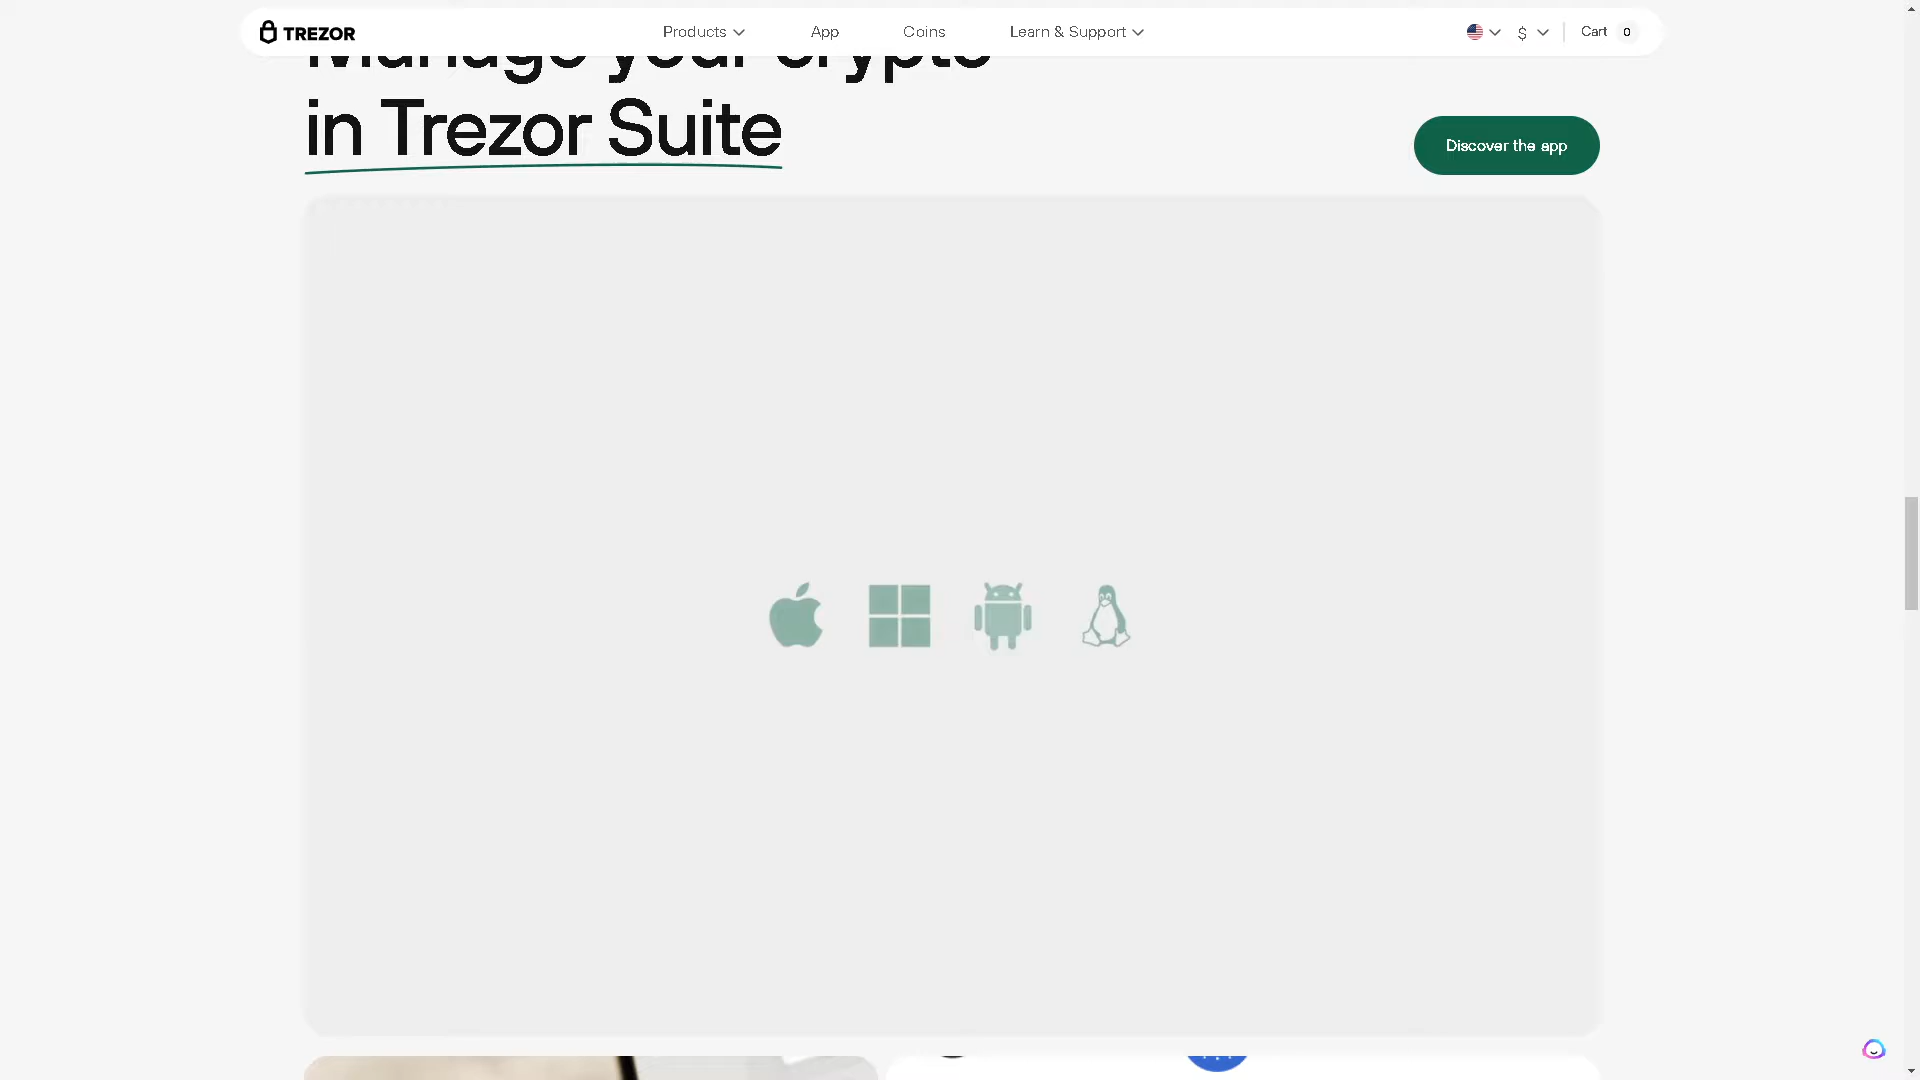 TREZOR
Products
App
Coins
Learn & Support
$
Cart
0
Manage your crypto
in Trezor Suite
Discover the app